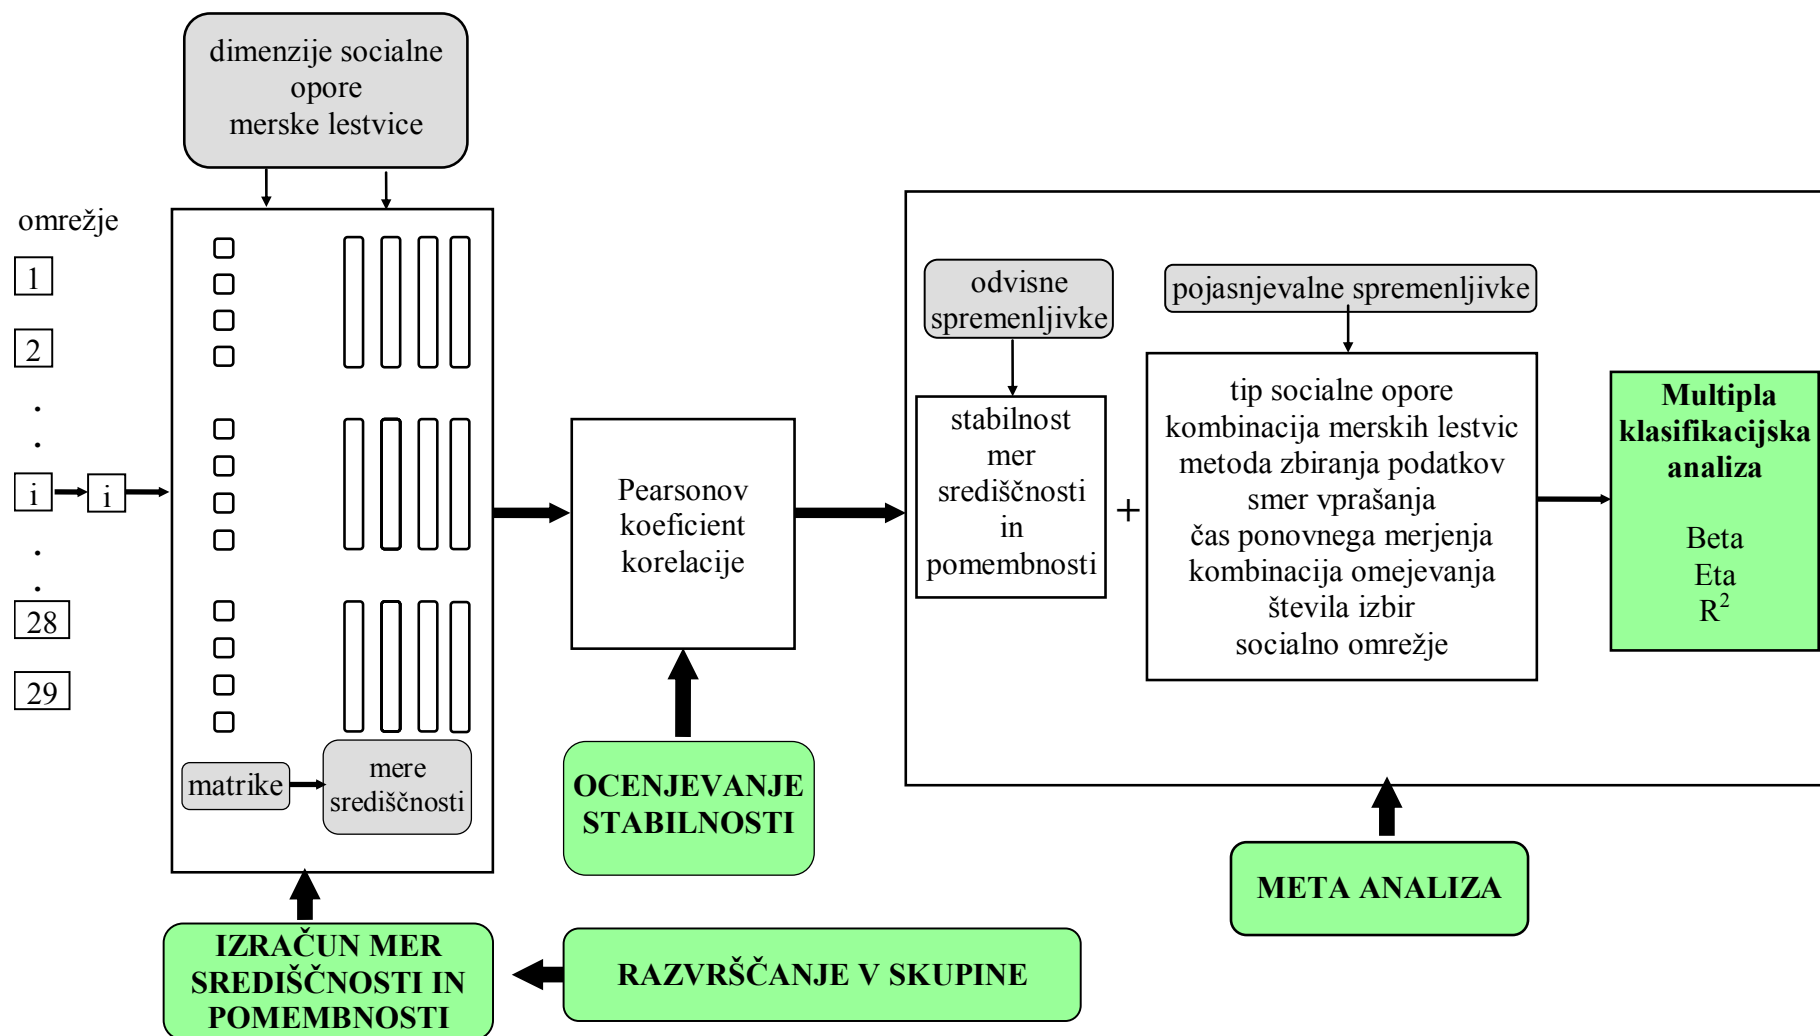 dimenzije socialne
opore
merske lestvice
omrežje
1
2
.
.
i
i
.
.
28
29
matrike
mere
središčnosti
IZRAČUN MER
SREDIŠČNOSTI IN
POMEMBNOSTI
RAZVRŠČANJE V SKUPINE
Pearsonov
koeficient
korelacije
OCENJEVANJE
STABILNOSTI
odvisne
spremenljivke
stabilnost
mer
središčnosti
in
pomembnosti
+
pojasnjevalne spremenljivke
tip socialne opore
kombinacija merskih lestvic
metoda zbiranja podatkov
smer vprašanja
čas ponovnega merjenja
kombinacija omejevanja
števila izbir
socialno omrežje
Multipla
klasifikacijska
analiza
Beta
Eta
R²
META ANALIZA